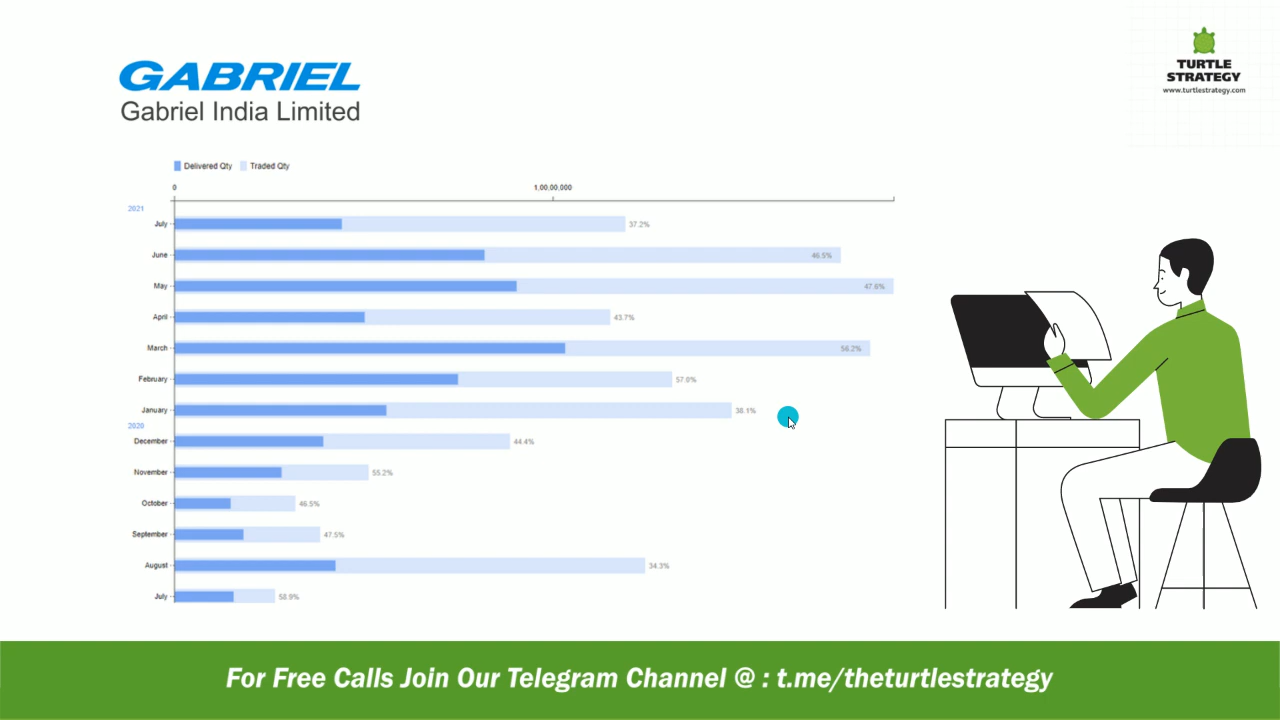 GABRIEL
Gabriel India Limited
TURTLE
STRATEGY
www.turtlestrategy.com
Delivered Qty Traded Qty
0 1,00,00,000
2021
July 37.2%
June 46.5%
May 47.6%
April 43.7%
March 56.2%
February 57.0%
January 38.1%
2020
December 44.4%
November 55.2%
October 46.5%
September 47.5%
August 34.3%
July 58.9%
For Free Calls Join Our Telegram Channel @ : t.me/theturtlestrategy